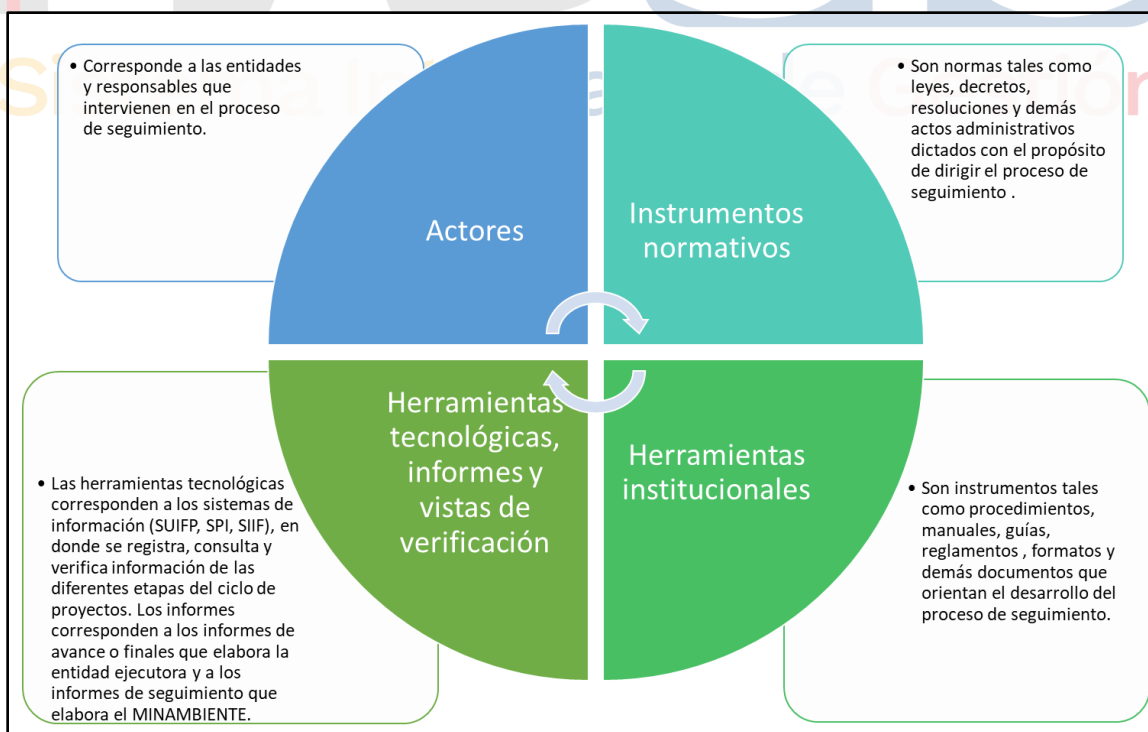 • Corresponde a las entidades
y responsables que
intervienen en el proceso
de seguimiento.
Actores
Instrumentos
normativos
• Son normas tales como
leyes, decretos,
resoluciones y demás
actos administrativos
dictados con el propósito
de dirigir el proceso de
seguimiento .
Herramientas
tecnológicas,
informes y
vistas de
verificación
• Las herramientas tecnológicas
corresponden a los sistemas de
información (SUIFP, SPI, SIIF), en
donde se registra, consulta y
verifica información de las
diferentes etapas del ciclo de
proyectos. Los informes
corresponden a los informes de
avance o finales que elabora la
entidad ejecutora y a los
informes de seguimiento que
elabora el MINAMBIENTE.
Herramientas
institucionales
• Son instrumentos tales
como procedimientos,
manuales, guías,
reglamentos , formatos y
demás documentos que
orientan el desarrollo del
proceso de seguimiento.